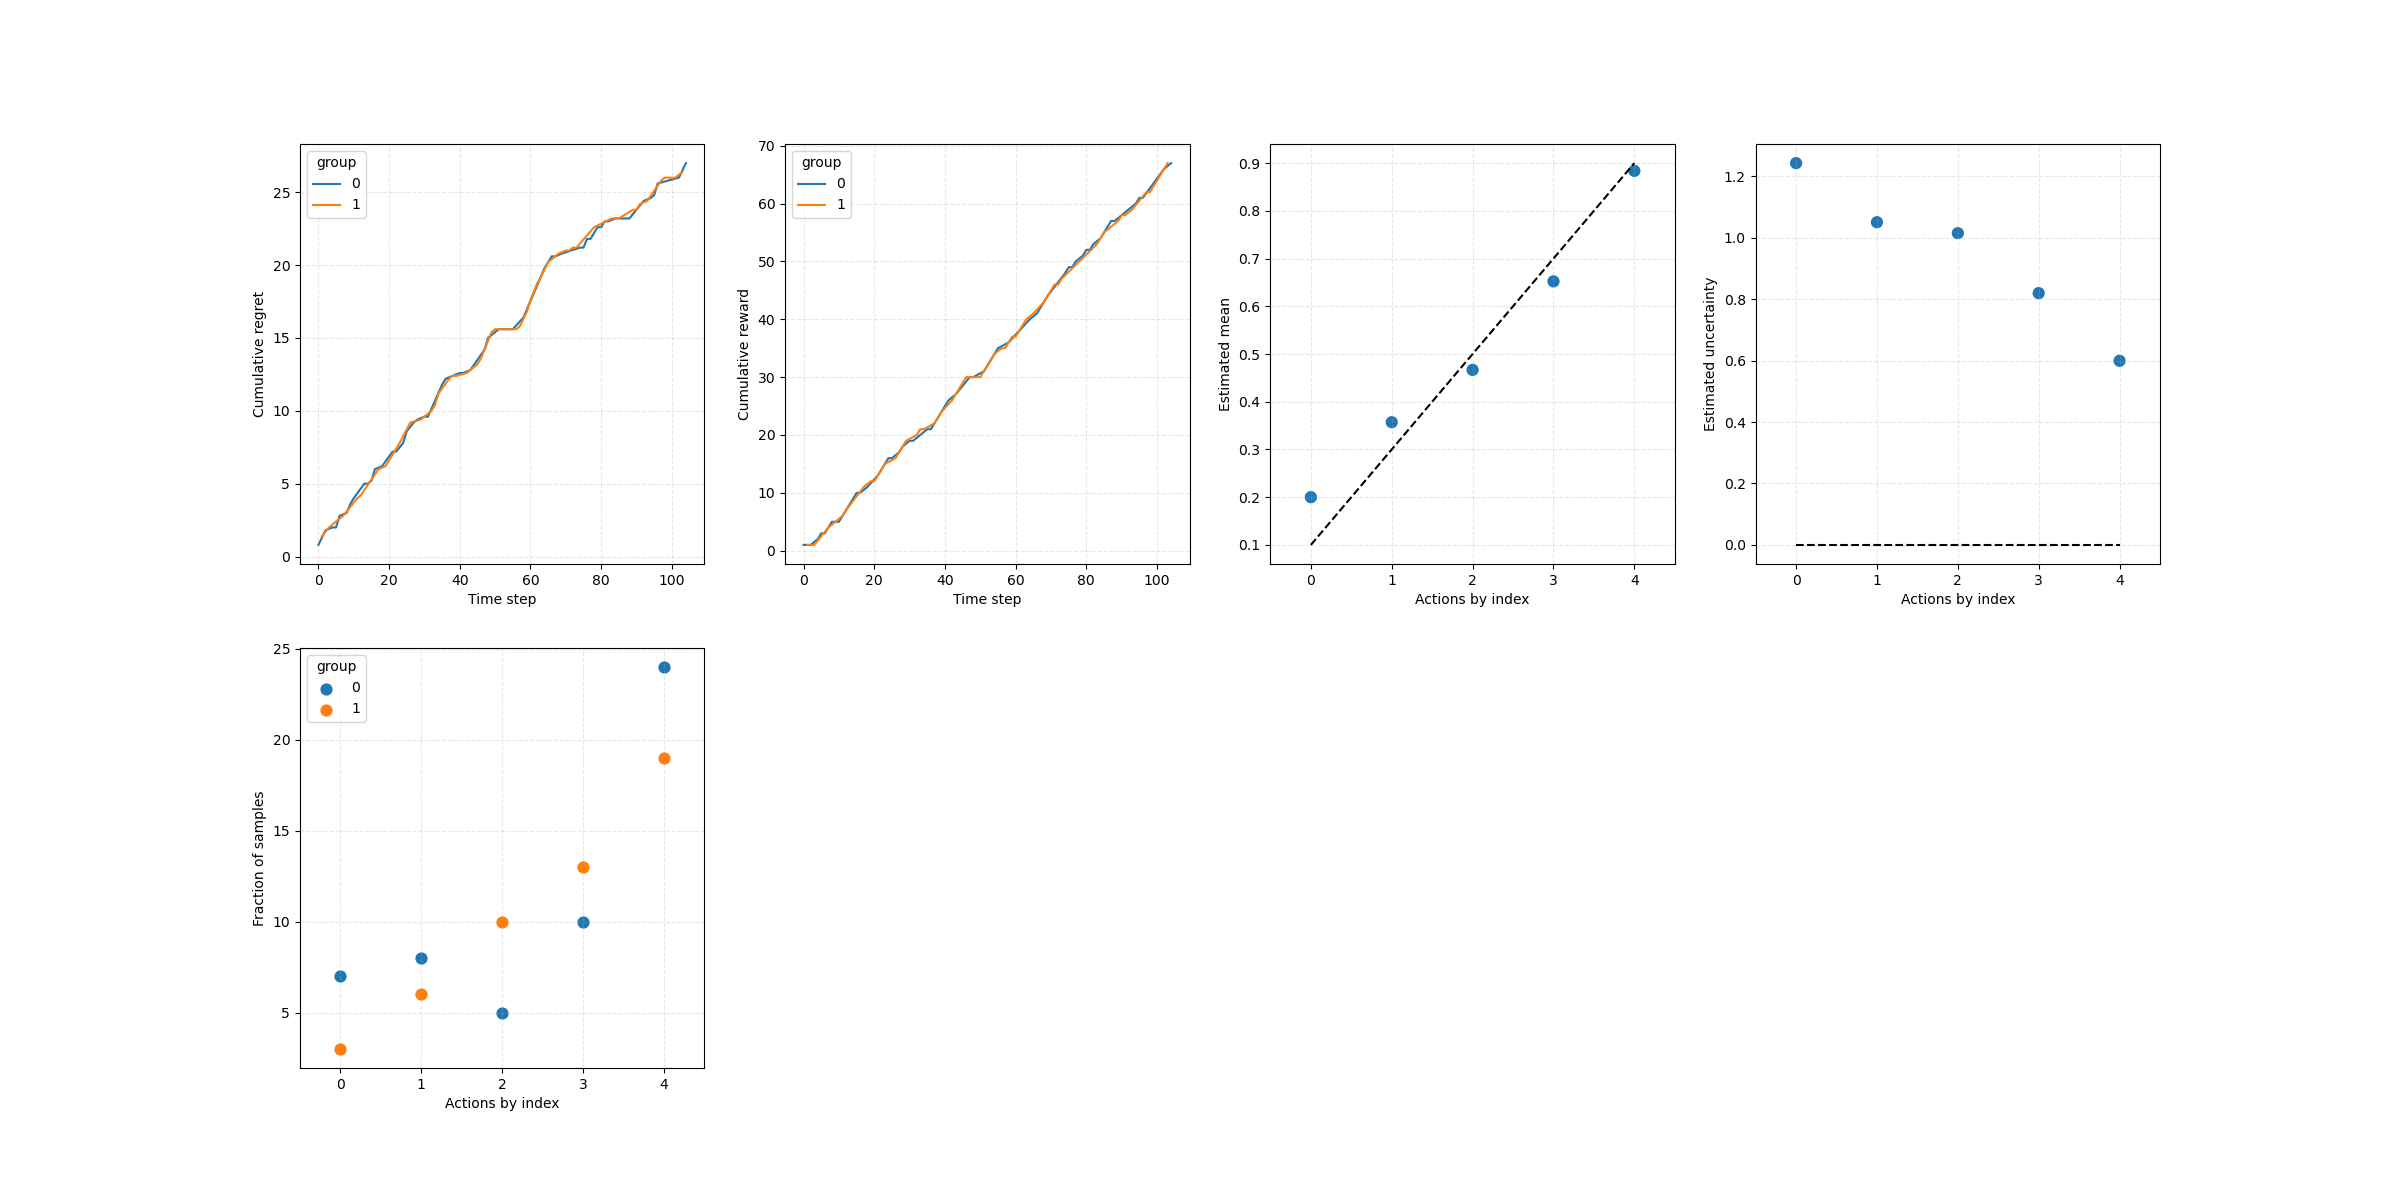 group
0
1
25
20
15
10
5
0
Cumulative regret
0 20 40 60 80 100
Time step
group
0
1
70
60
50
40
30
20
10
0
Cumulative reward
0 20 40 60 80 100
Time step
0.9
0.8
0.7
0.6
0.5
0.4
0.3
0.2
0.1
Estimated mean
0 1 2 3 4
Actions by index
1.2
1.0
0.8
0.6
0.4
0.2
0.0
Estimated uncertainty
0 1 2 3 4
Actions by index
group
0
1
25
20
15
10
5
Fraction of samples
0 1 2 3 4
Actions by index